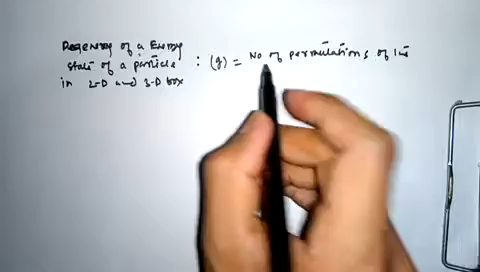 Degeneracy of a Energy
state of a particle : (g) = No of permutations of the
in 2-D and 3-D box